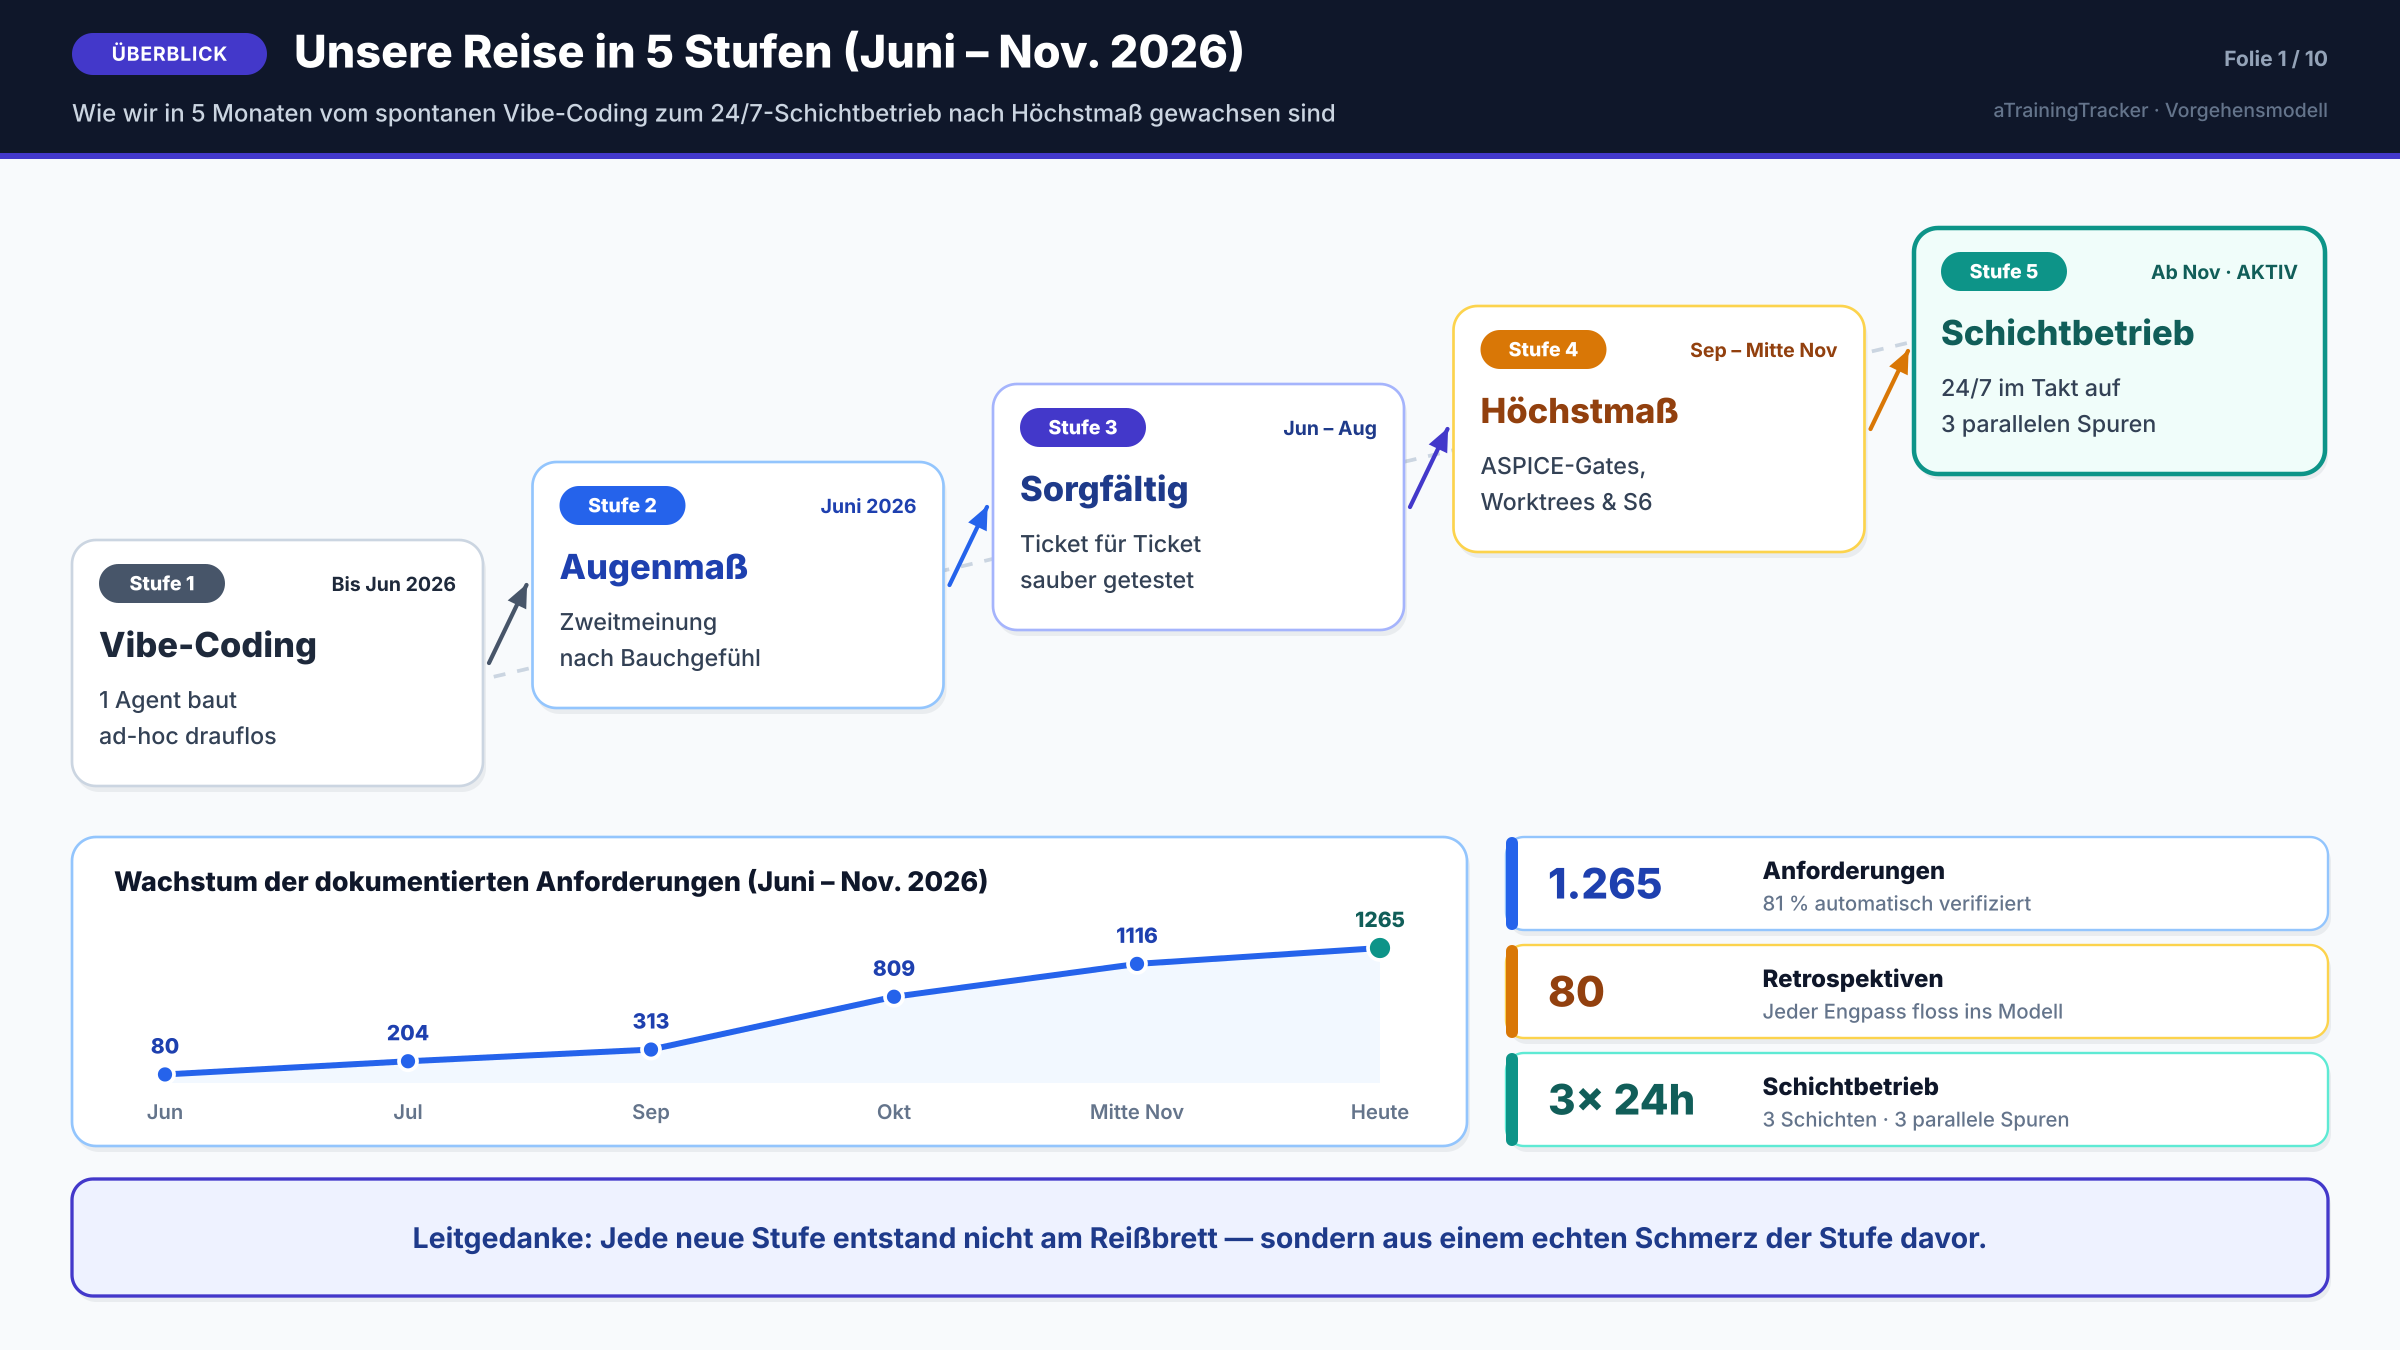 ÜBERBLICK
Unsere Reise in 5 Stufen (Juni – Nov. 2026)
Folie 1 / 10
Wie wir in 5 Monaten vom spontanen Vibe-Coding zum 24/7-Schichtbetrieb nach Höchstmaß gewachsen sind
aTrainingTracker · Vorgehensmodell
Stufe 1
Bis Jun 2026
Vibe-Coding
1 Agent baut
ad-hoc drauflos
Stufe 2
Juni 2026
Augenmaß
Zweitmeinung
nach Bauchgefühl
Stufe 3
Jun – Aug
Sorgfältig
Ticket für Ticket
sauber getestet
Stufe 4
Sep – Mitte Nov
Höchstmaß
ASPICE-Gates,
Worktrees & S6
Stufe 5
Ab Nov · AKTIV
Schichtbetrieb
24/7 im Takt auf
3 parallelen Spuren
Wachstum der dokumentierten Anforderungen (Juni – Nov. 2026)
80
204
313
809
1116
1265
Jun
Jul
Sep
Okt
Mitte Nov
Heute
1.265
Anforderungen
81 % automatisch verifiziert
80
Retrospektiven
Jeder Engpass floss ins Modell
3× 24h
Schichtbetrieb
3 Schichten · 3 parallele Spuren
Leitgedanke: Jede neue Stufe entstand nicht am Reißbrett — sondern aus einem echten Schmerz der Stufe davor.